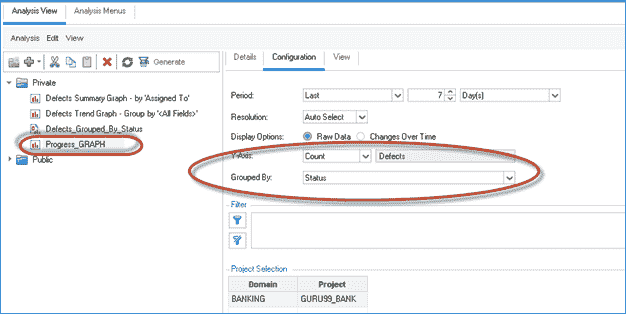 Analysis View Analysis Menus
Analysis Edit View
Generate
Private
Defects Summary Graph - by 'Assigned To'
Defects Trend Graph - Group by '<All Fields>'
Defects_Grouped_By_Status
Progress_GRAPH
Public
Details Configuration View
Period: Last 7 Day(s)
Resolution: Auto Select
Display Options: Raw Data Changes Over Time
Y-Axis: Count Defects
Grouped By: Status
Filter
Project Selection
Domain Project
BANKING GURU99_BANK